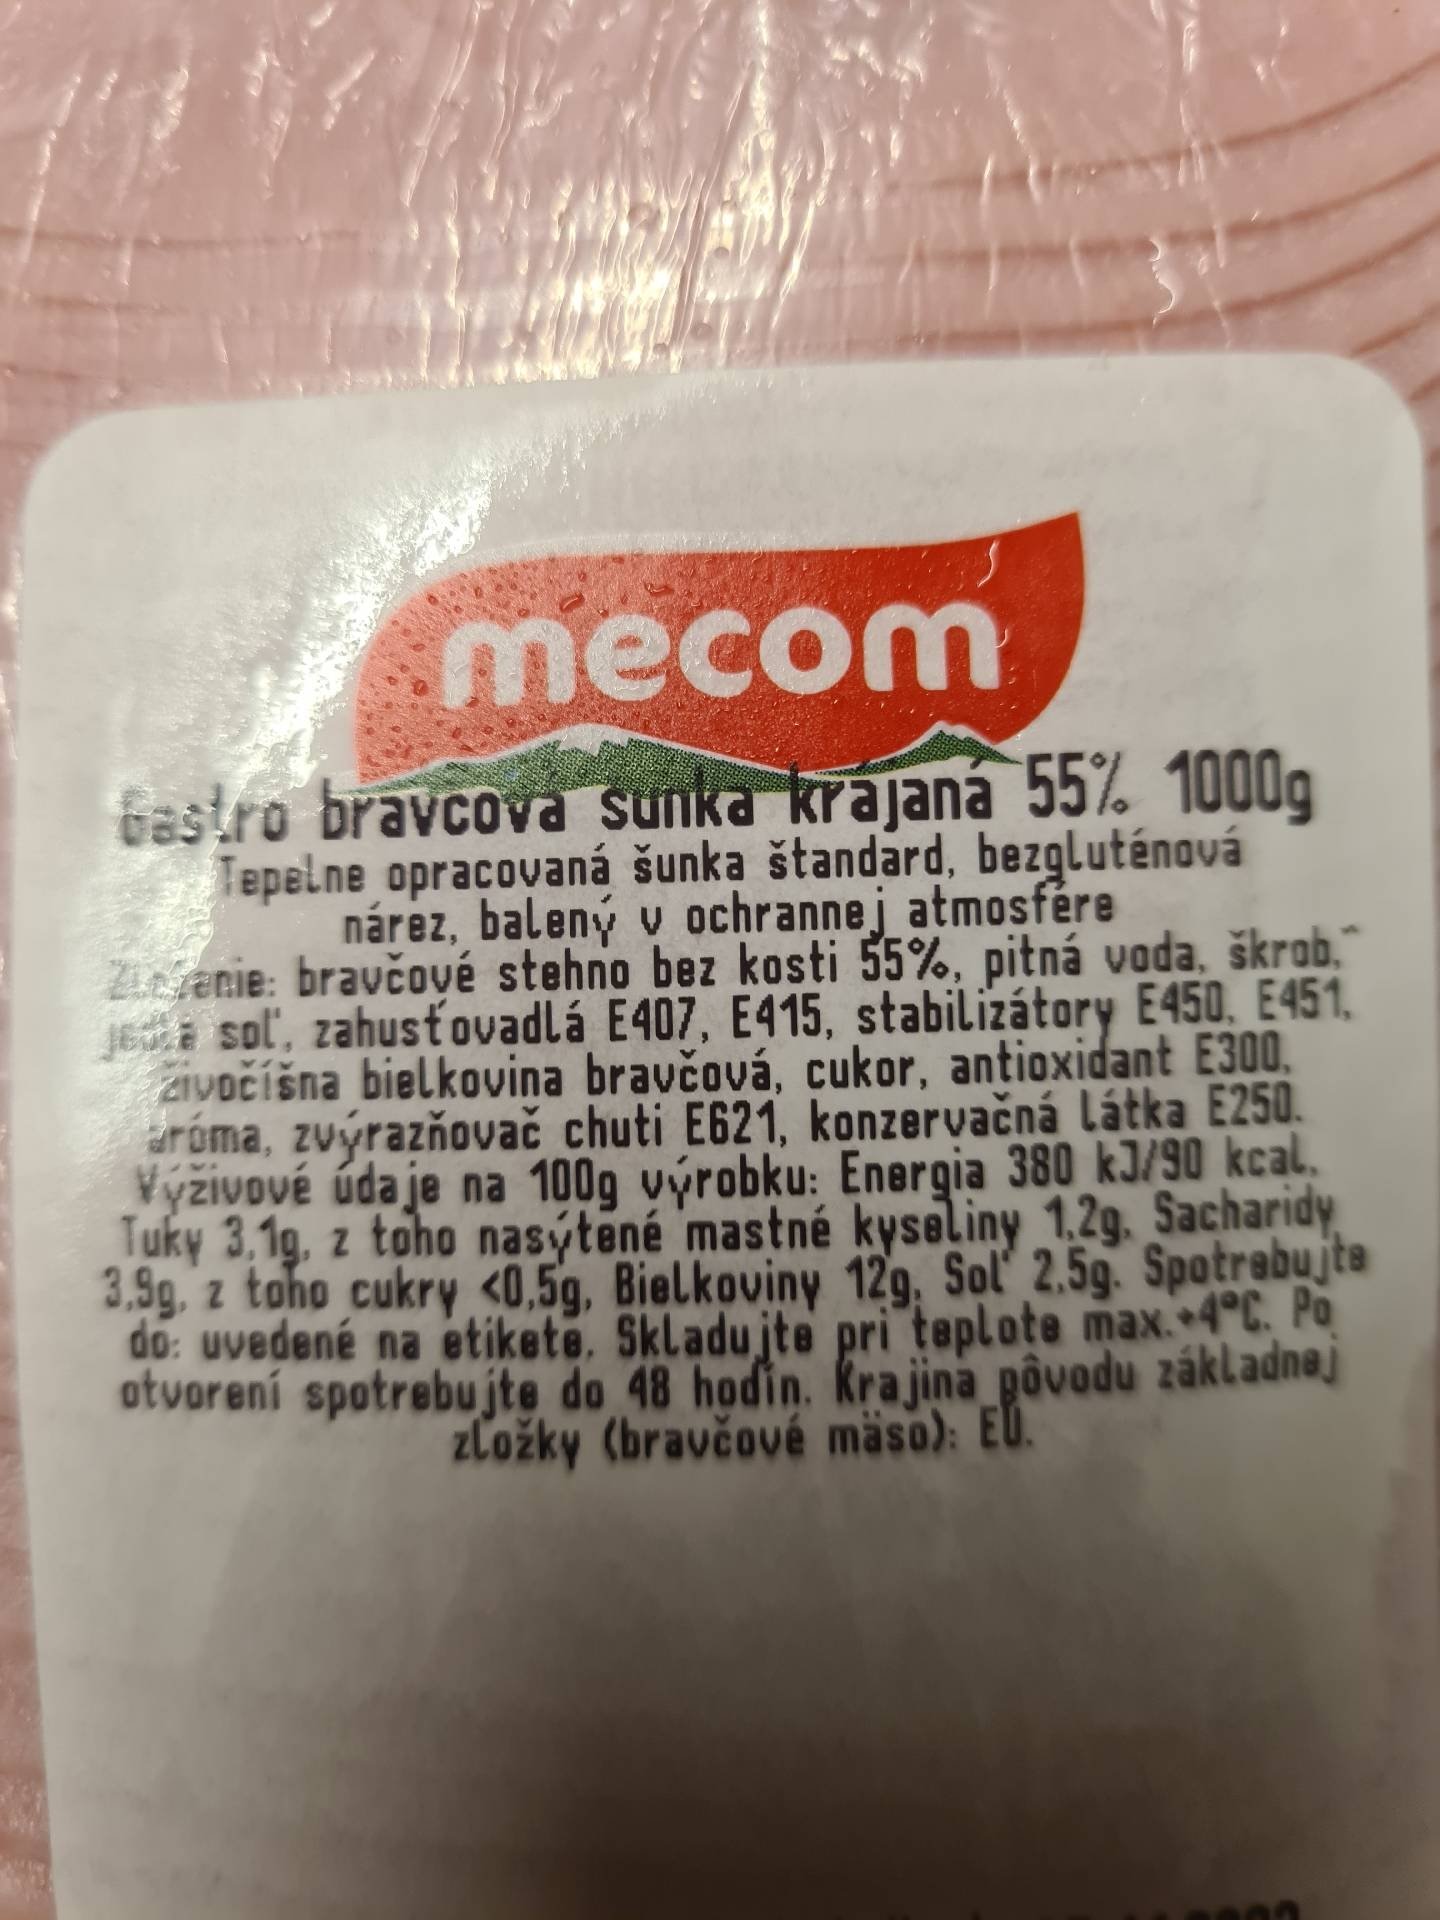 mecom
Gastro bravčová šunka krájaná 55% 1000g
Tepelne opracovaná šunka štandard, bezgluténová
nárez, balený v ochrannej atmosfére
Zloženie: bravčové stehno bez kosti 55%, pitná voda, škrob,
jedlá soľ, zahusťovadlá E407, E415, stabilizátory E450, E451,
živočíšna bielkovina bravčová, cukor, antioxidant E300,
aróma, zvýrazňovač chuti E621, konzervačná látka E250.
Výživové údaje na 100g výrobku: Energia 380 kJ/90 kcal,
Tuky 3,1g, z toho nasýtené mastné kyseliny 1,2g, Sacharidy
3,9g, z toho cukry <0,5g, Bielkoviny 12g, Soľ 2,5g. Spotrebujte
do: uvedené na etikete. Skladujte pri teplote max.+4°C. Po
otvorení spotrebujte do 48 hodín. Krajina pôvodu základnej
zložky (bravčové mäso): EÚ.